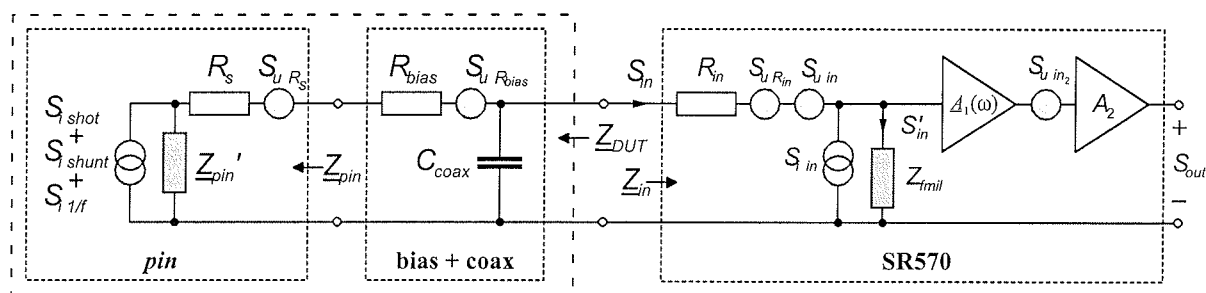 R_s
S_u R_s
S_i shot
+
S_i shunt
+
S_i 1/f
Z_pin'
Z_pin
pin
R_bias
S_u R_bias
C_coax
Z_DUT
bias + coax
S_in
Z_in
R_in
S_u R_in
S_u in
S_i in
S'_in
Z_fmil
A_1(ω)
S_u in_2
A_2
+
S_out
−
SR570